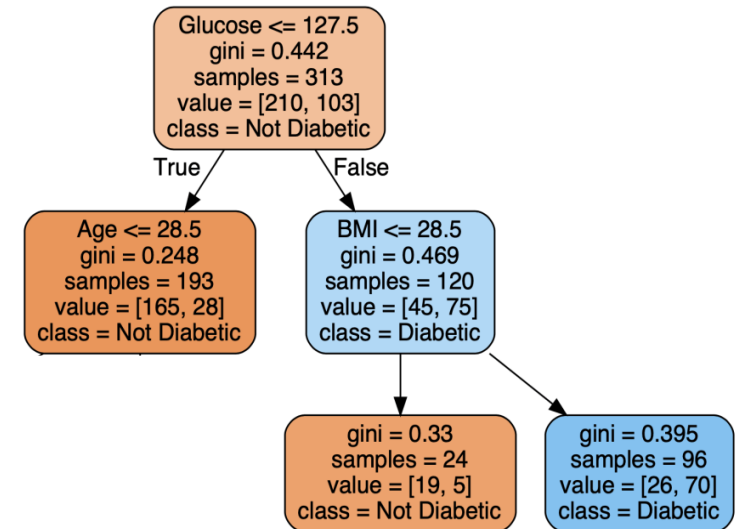 Glucose <= 127.5
gini = 0.442
samples = 313
value = [210, 103]
class = Not Diabetic
True
False
Age <= 28.5
gini = 0.248
samples = 193
value = [165, 28]
class = Not Diabetic
BMI <= 28.5
gini = 0.469
samples = 120
value = [45, 75]
class = Diabetic
gini = 0.33
samples = 24
value = [19, 5]
class = Not Diabetic
gini = 0.395
samples = 96
value = [26, 70]
class = Diabetic